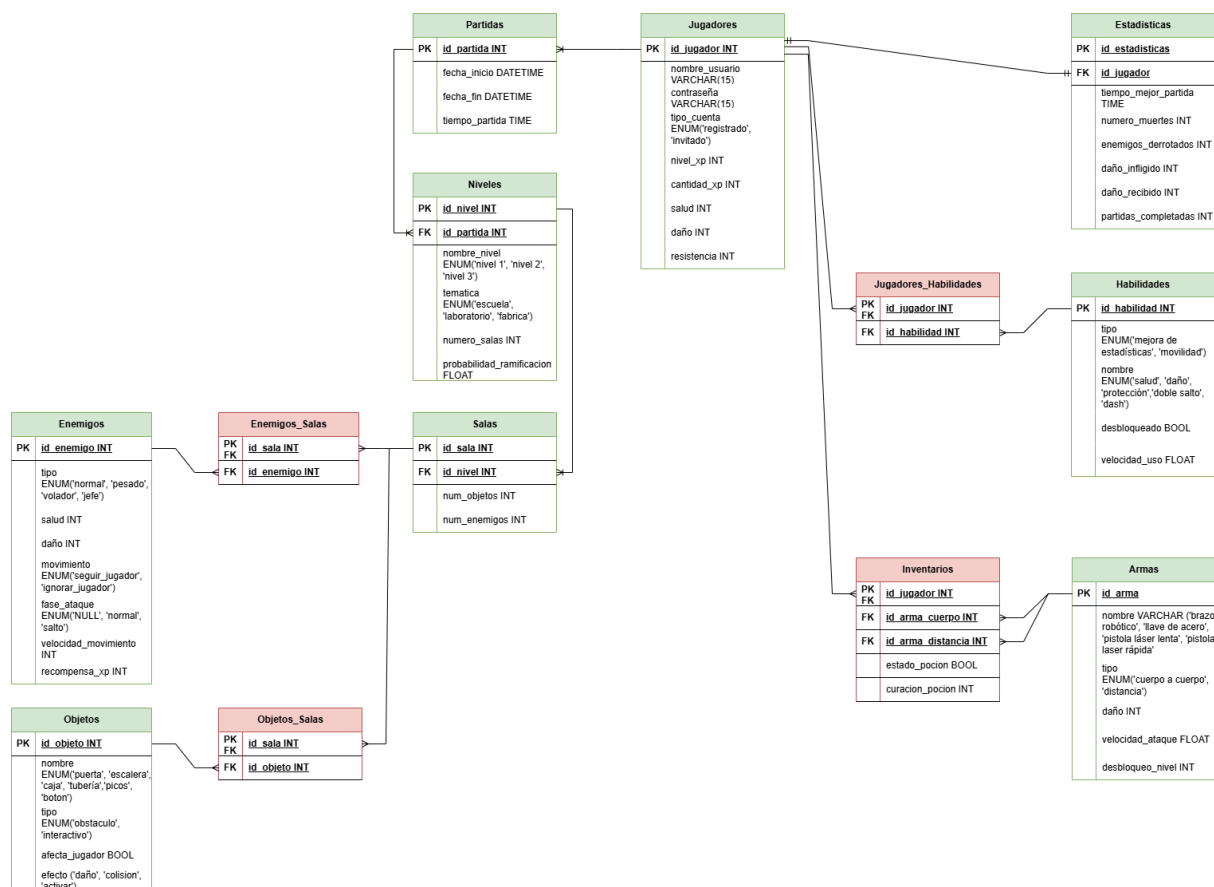 Partidas
PK id_partida INT
fecha_inicio DATETIME
fecha_fin DATETIME
tiempo_partida TIME
Jugadores
PK id_jugador INT
nombre_usuario
VARCHAR(15)
contraseña
VARCHAR(15)
tipo_cuenta
ENUM('registrado',
'invitado')
nivel_xp INT
cantidad_xp INT
salud INT
daño INT
resistencia INT
Estadisticas
PK id_estadisticas
FK id_jugador
tiempo_mejor_partida
TIME
numero_muertes INT
enemigos_derrotados INT
daño_infligido INT
daño_recibido INT
partidas_completadas INT
Niveles
PK id_nivel INT
FK id_partida INT
nombre_nivel
ENUM('nivel 1', 'nivel 2',
'nivel 3')
tematica
ENUM('escuela',
'laboratorio', 'fabrica')
numero_salas INT
probabilidad_ramificacion
FLOAT
Jugadores_Habilidades
PK
FK id_jugador INT
FK id_habilidad INT
Habilidades
PK id_habilidad INT
tipo
ENUM('mejora de
estadísticas', 'movilidad')
nombre
ENUM('salud', 'daño',
'protección','doble salto',
'dash')
desbloqueado BOOL
velocidad_uso FLOAT
Enemigos
PK id_enemigo INT
tipo
ENUM('normal', 'pesado',
'volador', 'jefe')
salud INT
daño INT
movimiento
ENUM('seguir_jugador',
'ignorar_jugador')
fase_ataque
ENUM('NULL', 'normal',
'salto')
velocidad_movimiento
INT
recompensa_xp INT
Enemigos_Salas
PK
FK id_sala INT
FK id_enemigo INT
Salas
PK id_sala INT
FK id_nivel INT
num_objetos INT
num_enemigos INT
Inventarios
PK
FK id_jugador INT
FK id_arma_cuerpo INT
FK id_arma_distancia INT
estado_pocion BOOL
curacion_pocion INT
Armas
PK id_arma
nombre VARCHAR ('brazo
robótico', 'llave de acero',
'pistola láser lenta', 'pistola
laser rápida'
tipo
ENUM('cuerpo a cuerpo',
'distancia')
daño INT
velocidad_ataque FLOAT
desbloqueo_nivel INT
Objetos
PK id_objeto INT
nombre
ENUM('puerta', 'escalera',
'caja', 'tubería','picos',
'boton')
tipo
ENUM('obstaculo',
'interactivo')
afecta_jugador BOOL
efecto ('daño', 'colision',
'activar')
Objetos_Salas
PK
FK id_sala INT
FK id_objeto INT